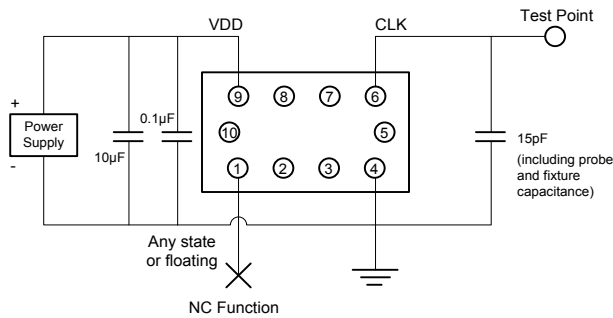 Test Point
VDD
CLK
9
8
7
6
+
Power
Supply
-
10µF
0.1µF
10
5
15pF
(including probe
and fixture
capacitance)
1
2
3
4
Any state
or floating
NC Function